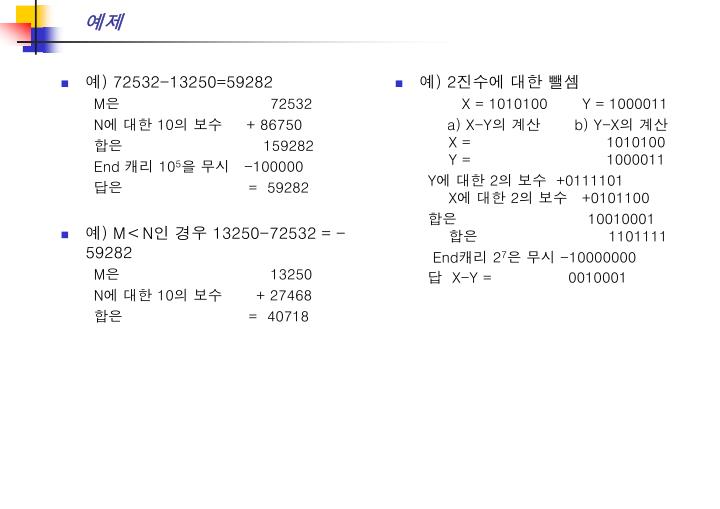 예제
예) 72532-13250=59282
M은 72532
N에 대한 10의 보수 + 86750
합은 159282
End 캐리 10⁵을 무시 -100000
답은 = 59282
예) M<N인 경우 13250-72532 = -
59282
M은 13250
N에 대한 10의 보수 + 27468
합은 = 40718
예) 2진수에 대한 뺄셈
X = 1010100 Y = 1000011
a) X-Y의 계산 b) Y-X의 계산
X = 1010100
Y = 1000011
Y에 대한 2의 보수 +0111101
X에 대한 2의 보수 +0101100
합은 10010001
합은 1101111
End캐리 2⁷은 무시 -10000000
답 X-Y = 0010001